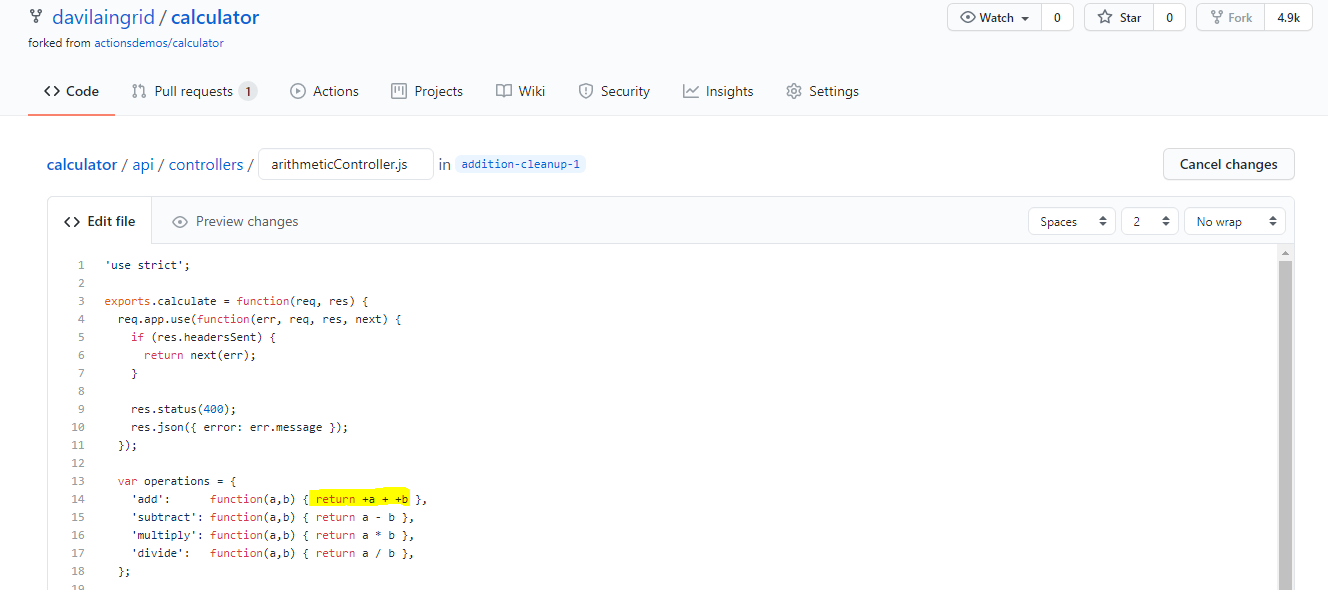 davilaingrid / calculator
Watch 0 Star 0 Fork 4.9k
forked from actionsdemos/calculator
Code Pull requests 1 Actions Projects Wiki Security Insights Settings
calculator / api / controllers / arithmeticController.js in addition-cleanup-1 Cancel changes
Edit file Preview changes Spaces 2 No wrap
1 'use strict';
2
3 exports.calculate = function(req, res) {
4 req.app.use(function(err, req, res, next) {
5 if (res.headersSent) {
6 return next(err);
7 }
8
9 res.status(400);
10 res.json({ error: err.message });
11 });
12
13 var operations = {
14 'add': function(a,b) { return +a + +b },
15 'subtract': function(a,b) { return a - b },
16 'multiply': function(a,b) { return a * b },
17 'divide': function(a,b) { return a / b },
18 };
19